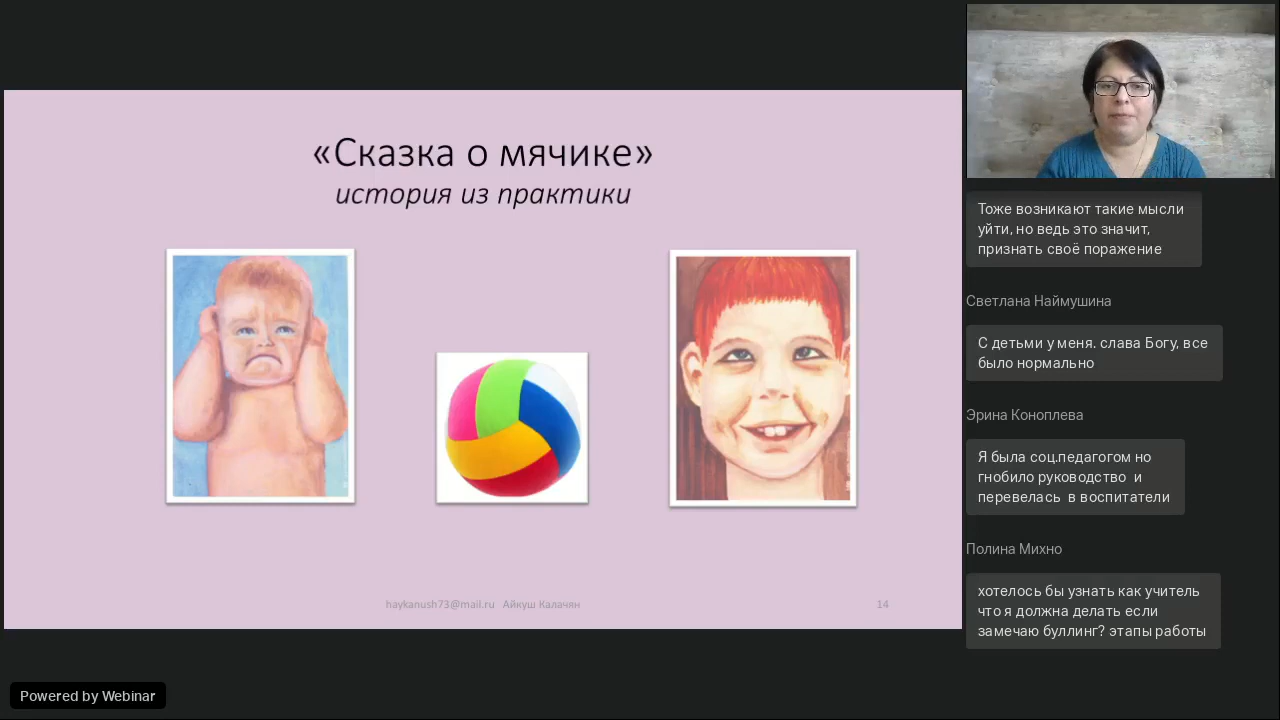 «Сказка о мячике»
история из практики
haykanush73@mail.ru Айкуш Калачян
14
Тоже возникают такие мысли
уйти, но ведь это значит,
признать своё поражение
Светлана Наймушина
С детьми у меня. слава Богу, все
было нормально
Эрина Коноплева
Я была соц.педагогом но
гнобило руководство и
перевелась в воспитатели
Полина Михно
хотелось бы узнать как учитель
что я должна делать если
замечаю буллинг? этапы работы
Powered by Webinar